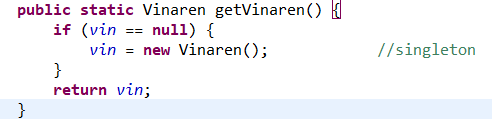 public static Vinaren getVinaren() {
if (vin == null) {
vin = new Vinaren(); //singleton
}
return vin;
}